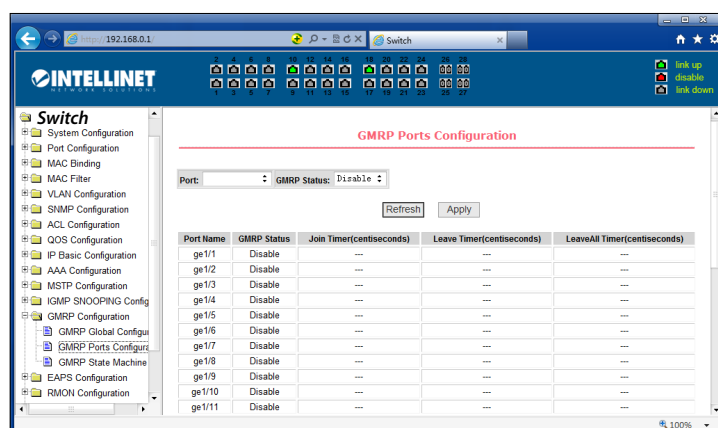 http://192.168.0.1/
Switch
INTELLINET
NETWORK SOLUTIONS
2 4 6 8 10 12 14 16 18 20 22 24 26 28
1 3 5 7 9 11 13 15 17 19 21 23 25 27
link up
disable
link down
Switch
System Configuration
Port Configuration
MAC Binding
MAC Filter
VLAN Configuration
SNMP Configuration
ACL Configuration
QOS Configuration
IP Basic Configuration
AAA Configuration
MSTP Configuration
IGMP SNOOPING Config
GMRP Configuration
GMRP Global Configur
GMRP Ports Configura
GMRP State Machine
EAPS Configuration
RMON Configuration
GMRP Ports Configuration
Port: GMRP Status: Disable
Refresh Apply
Port Name GMRP Status Join Timer(centiseconds) Leave Timer(centiseconds) LeaveAll Timer(centiseconds)
ge1/1 Disable --- --- ---
ge1/2 Disable --- --- ---
ge1/3 Disable --- --- ---
ge1/4 Disable --- --- ---
ge1/5 Disable --- --- ---
ge1/6 Disable --- --- ---
ge1/7 Disable --- --- ---
ge1/8 Disable --- --- ---
ge1/9 Disable --- --- ---
ge1/10 Disable --- --- ---
ge1/11 Disable --- --- ---
100%